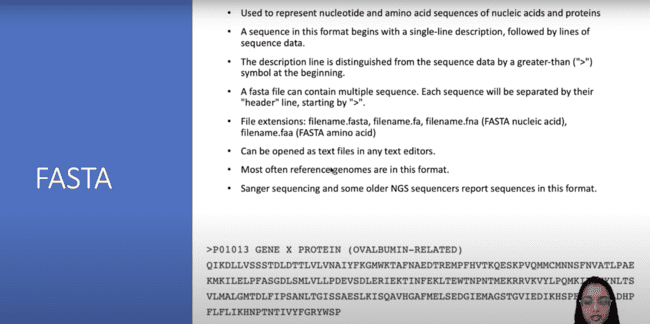 FASTA
• Used to represent nucleotide and amino acid sequences of nucleic acids and proteins
• A sequence in this format begins with a single-line description, followed by lines of
sequence data.
• The description line is distinguished from the sequence data by a greater-than (">")
symbol at the beginning.
• A fasta file can contain multiple sequence. Each sequence will be separated by their
"header" line, starting by ">".
• File extensions: filename.fasta, filename.fa, filename.fna (FASTA nucleic acid),
filename.faa (FASTA amino acid)
• Can be opened as text files in any text editors.
• Most often reference genomes are in this format.
• Sanger sequencing and some older NGS sequencers report sequences in this format.
>P01013 GENE X PROTEIN (OVALBUMIN-RELATED)
QIKDLLVSSSTDLDTTLVLVNAIYFKGMWKTAFNAEDTREMPFHVTKQESKPVQMMCMNNSFNVATLPAE
KMKILELPFASGDLSMLVLLPDEVSDLERIEKTINFEKLTEWTNPNTMEKRRVKVYLPQMKI KNLTS
VLMALGMTDLFIPSANLTGISSAESLKISQAVHGAFMELSEDGIEMAGSTGVIEDIKHSP DHP
FLFLIKHNPTNTIVYFGRYWSP